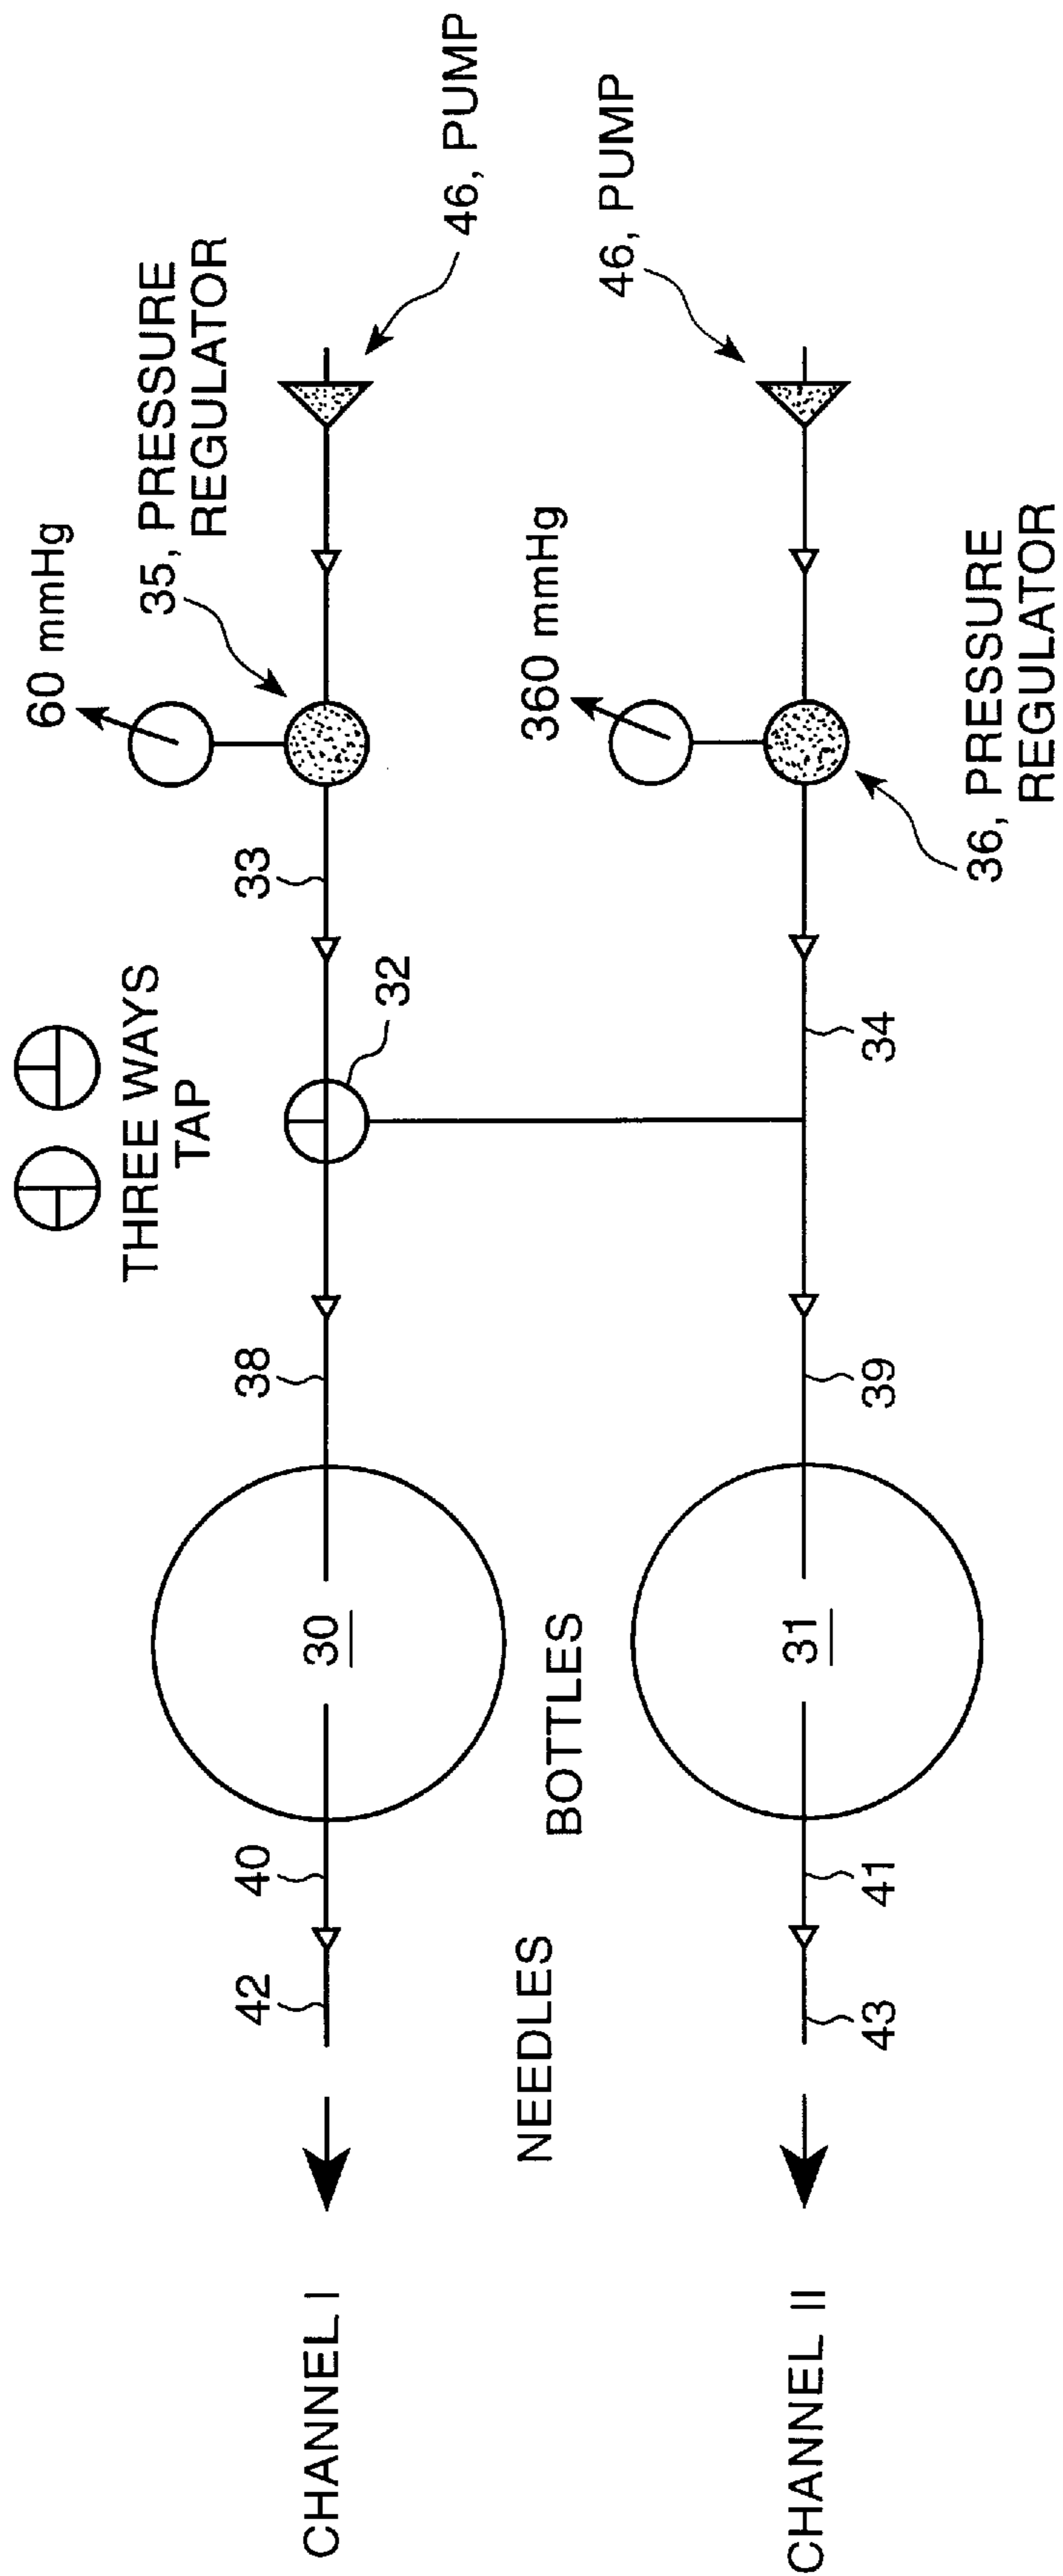 CHANNEL I
42
40
30
38
THREE WAYS
TAP
32
33
60 mmHg
35, PRESSURE
REGULATOR
46, PUMP
NEEDLES
BOTTLES
CHANNEL II
43
41
31
39
34
360 mmHg
36, PRESSURE
REGULATOR
46, PUMP